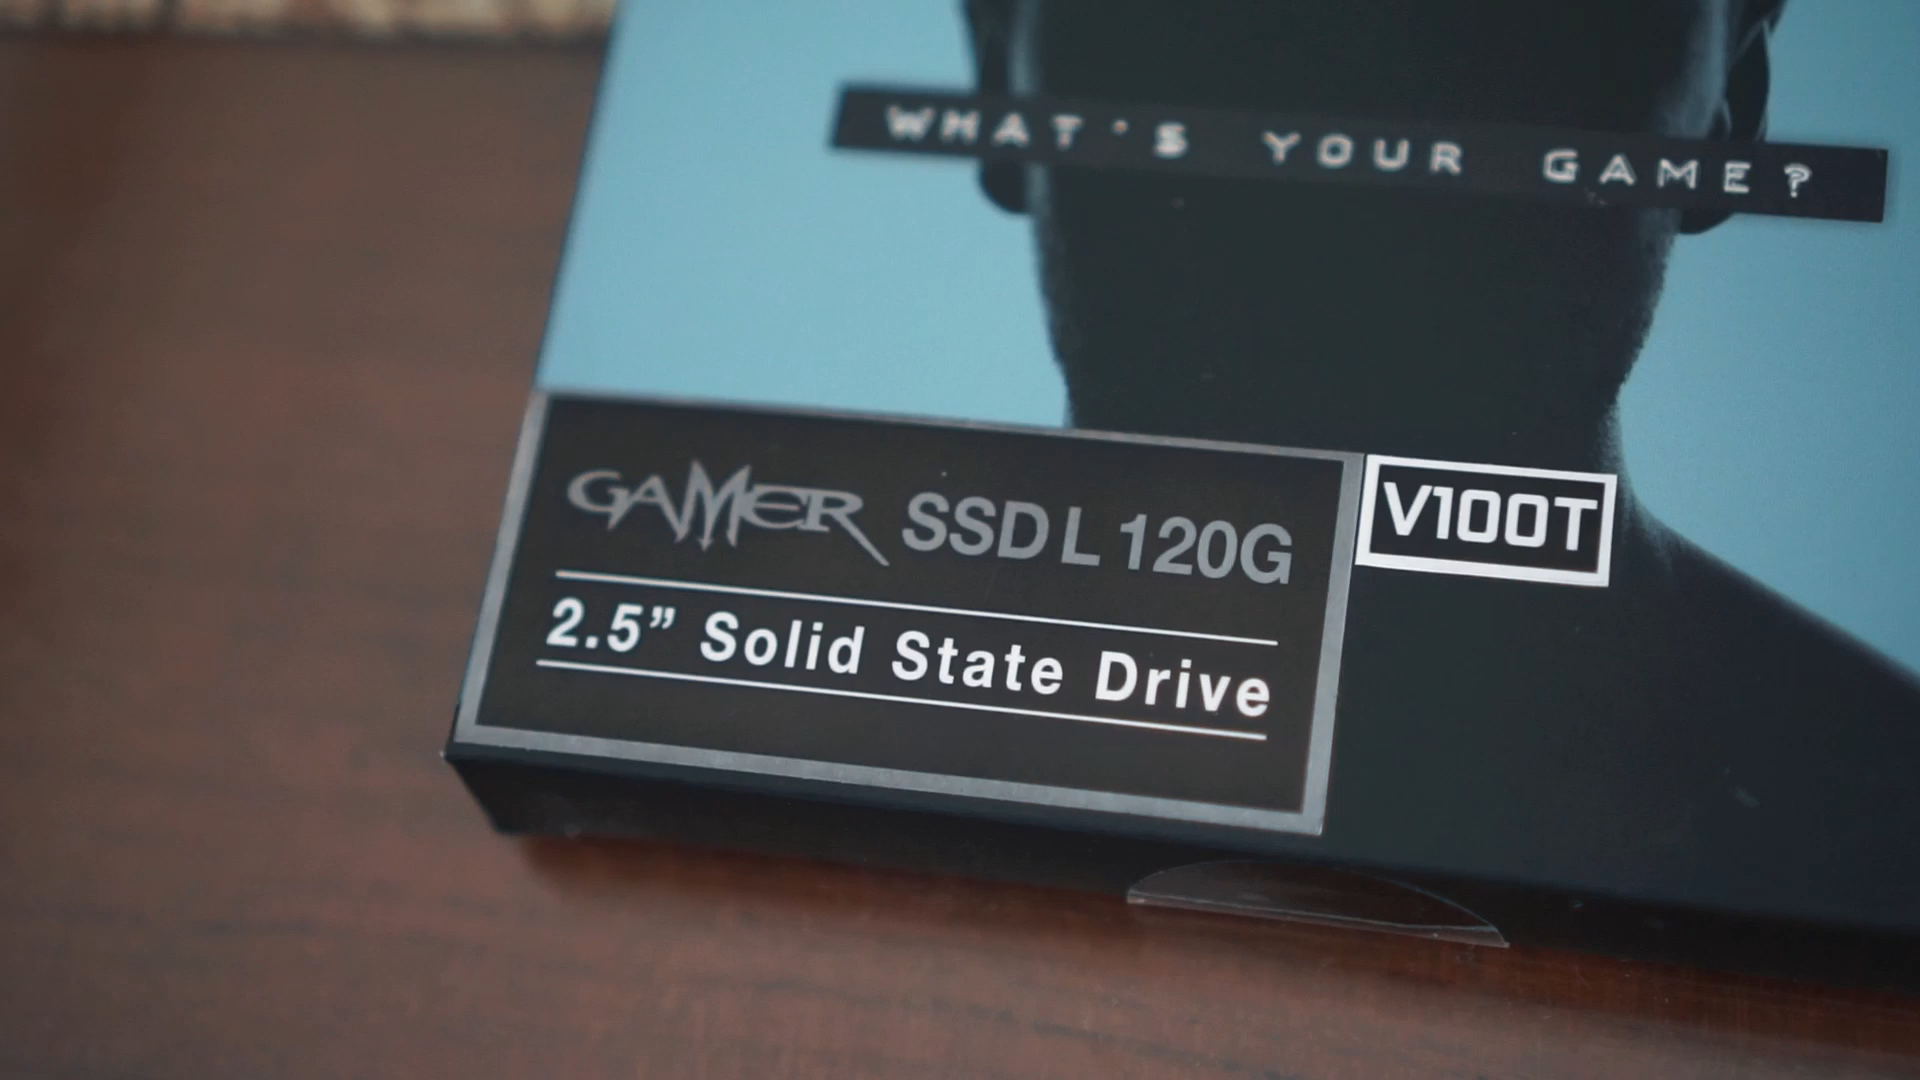 WHAT'S YOUR GAME?
GAMER SSD L 120G
V100T
2.5” Solid State Drive